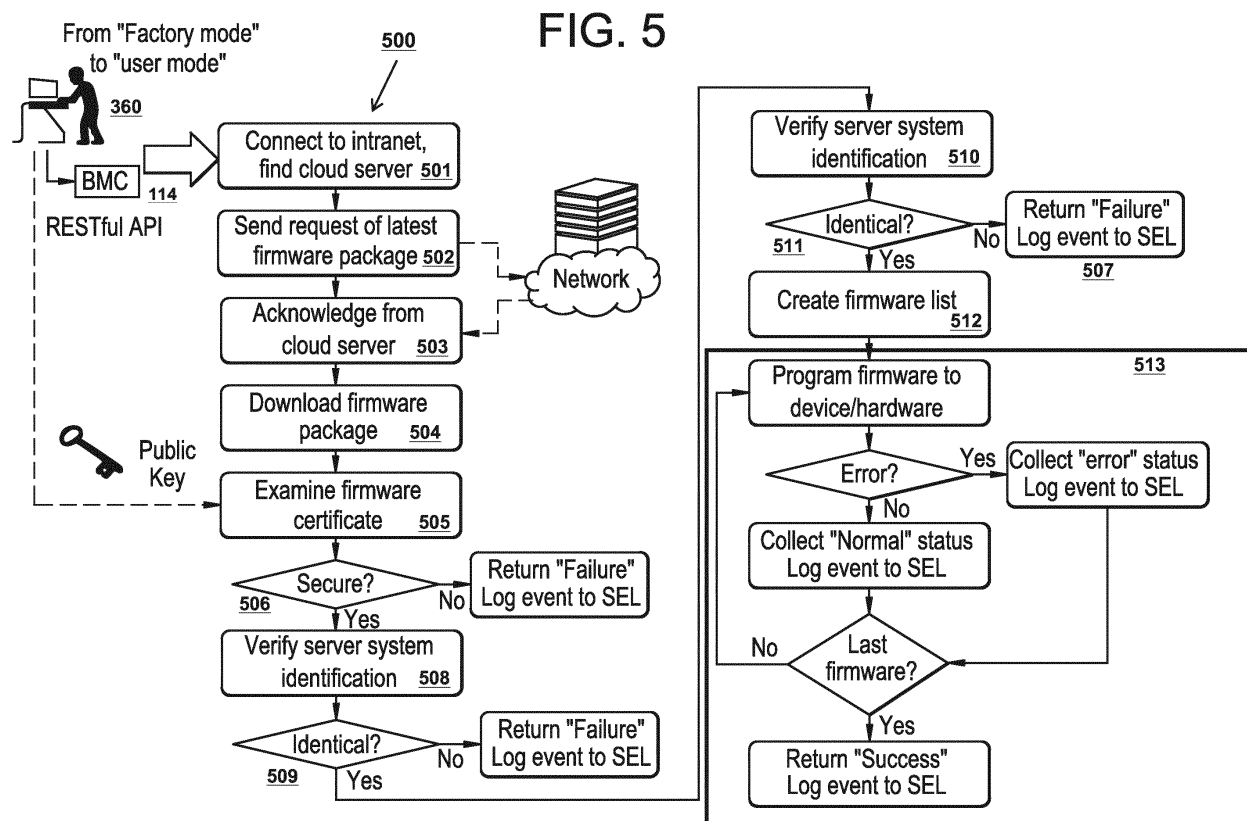 FIG. 5
From "Factory mode"
to "user mode"
500
360
BMC
114
RESTful API
Connect to intranet,
find cloud server 501
Send request of latest
firmware package 502
Network
Acknowledge from
cloud server 503
Download firmware
package 504
Public
Key
Examine firmware
certificate 505
Secure?
506
No
Return "Failure"
Log event to SEL
Yes
Verify server system
identification 508
Identical?
509
No
Return "Failure"
Log event to SEL
Yes
Verify server system
identification 510
Identical?
511
No
Return "Failure"
Log event to SEL
507
Yes
Create firmware list
512
513
Program firmware to
device/hardware
Error?
Yes
Collect "error" status
Log event to SEL
No
Collect "Normal" status
Log event to SEL
Last
firmware?
No
Yes
Return "Success"
Log event to SEL